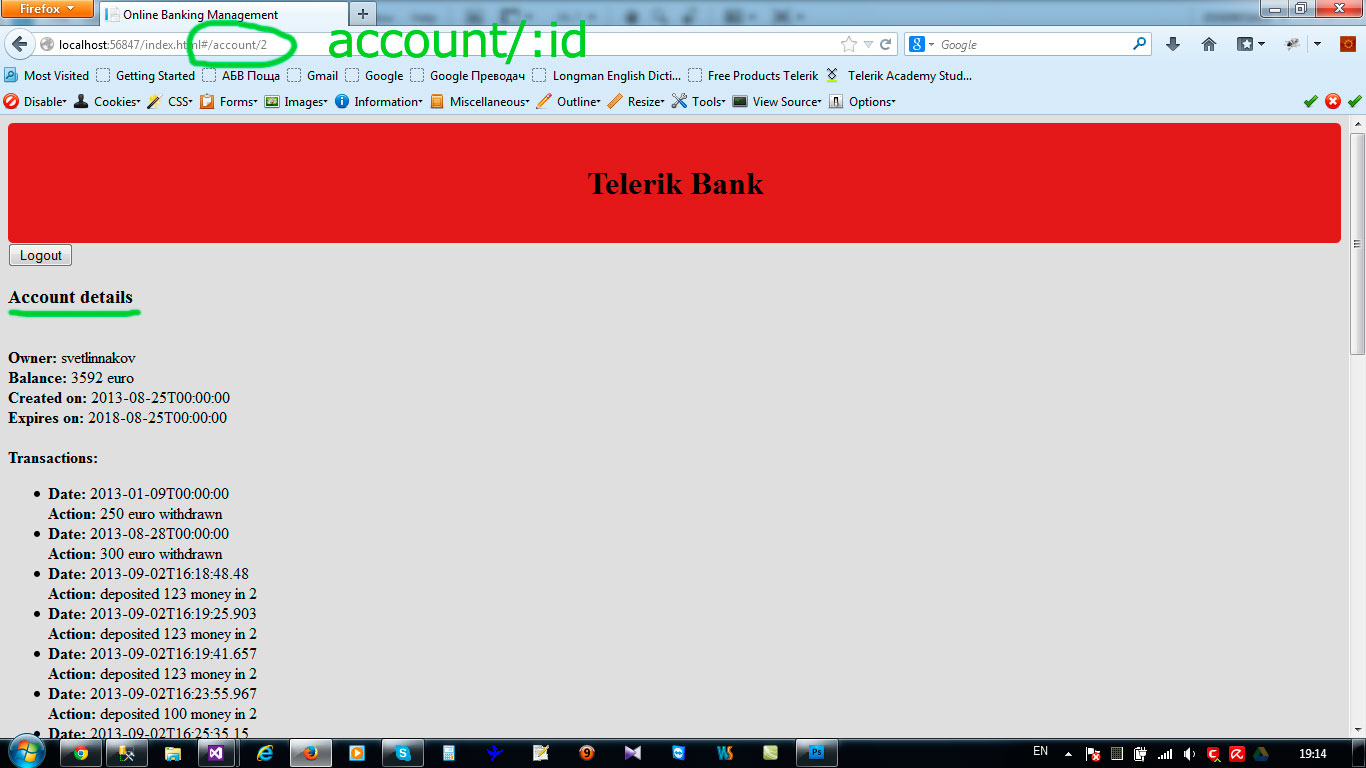 Firefox
Online Banking Management
localhost:56847/index.html#/account/2
account/:id
Google
Most Visited Getting Started АБВ Поща Gmail Google Google Преводач Longman English Dicti... Free Products Telerik Telerik Academy Stud...
Disable Cookies CSS Forms Images Information Miscellaneous Outline Resize Tools View Source Options
Telerik Bank
Logout
Account details
Owner: svetlinnakov
Balance: 3592 euro
Created on: 2013-08-25T00:00:00
Expires on: 2018-08-25T00:00:00
Transactions:
Date: 2013-01-09T00:00:00
Action: 250 euro withdrawn
Date: 2013-08-28T00:00:00
Action: 300 euro withdrawn
Date: 2013-09-02T16:18:48.48
Action: deposited 123 money in 2
Date: 2013-09-02T16:19:25.903
Action: deposited 123 money in 2
Date: 2013-09-02T16:19:41.657
Action: deposited 123 money in 2
Date: 2013-09-02T16:23:55.967
Action: deposited 100 money in 2
Date: 2013-09-02T16:25:35.15
EN 19:14